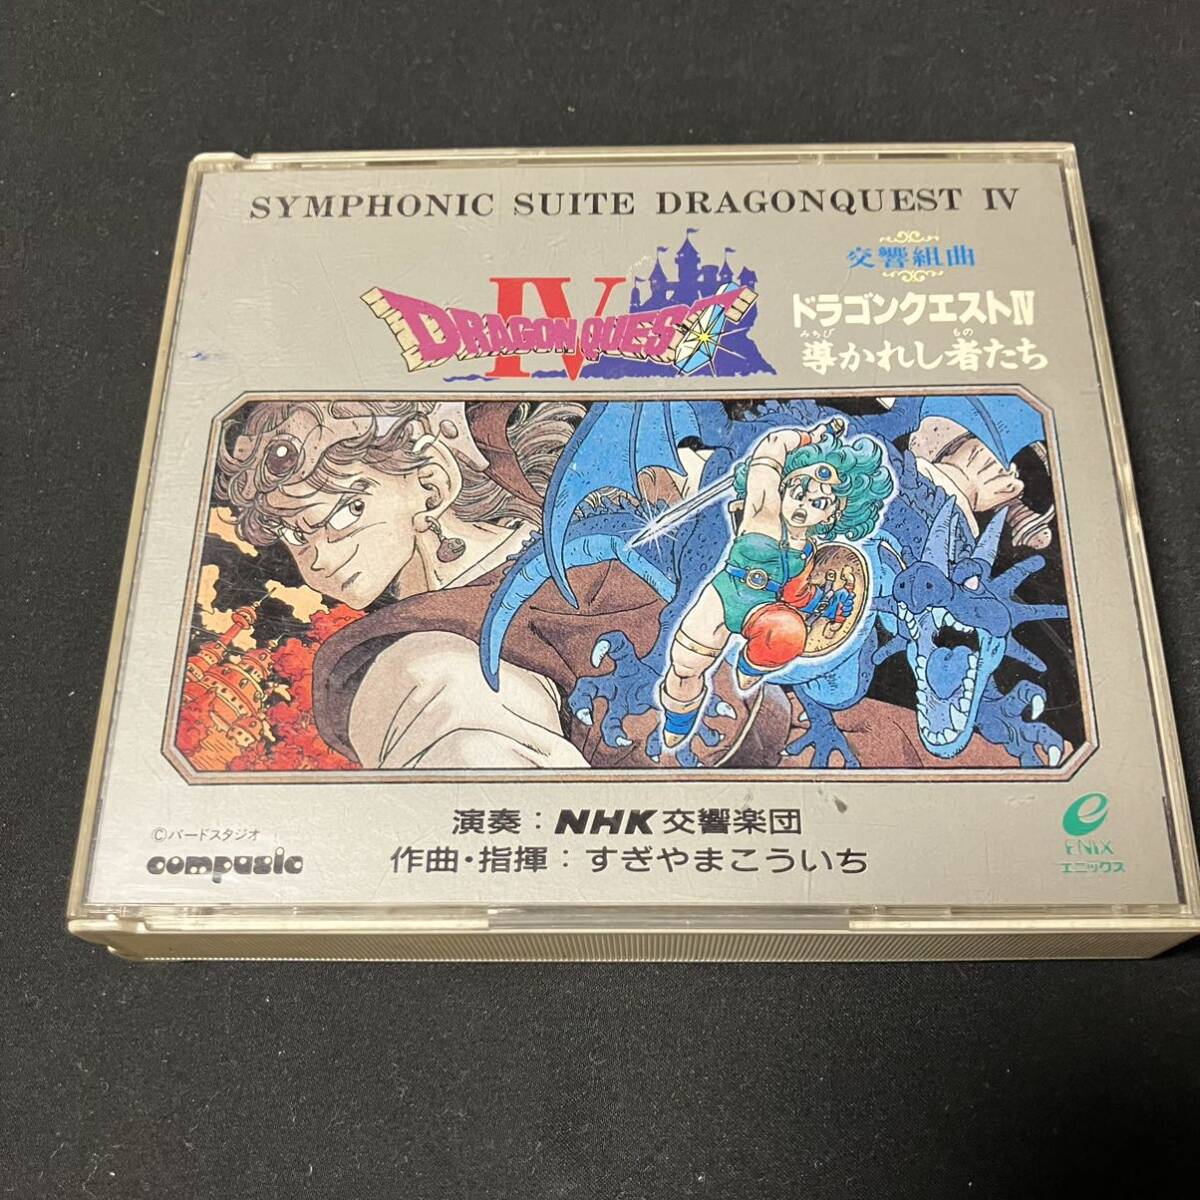 SYMPHONIC SUITE DRAGONQUEST IV
交響組曲
IV
DRAGON QUEST
ドラゴンクエストIV
みちび もの
導かれし者たち
演奏：NHK交響楽団
作曲・指揮：すぎやまこういち
©バードスタジオ
compusic
e
ENIX
エニックス